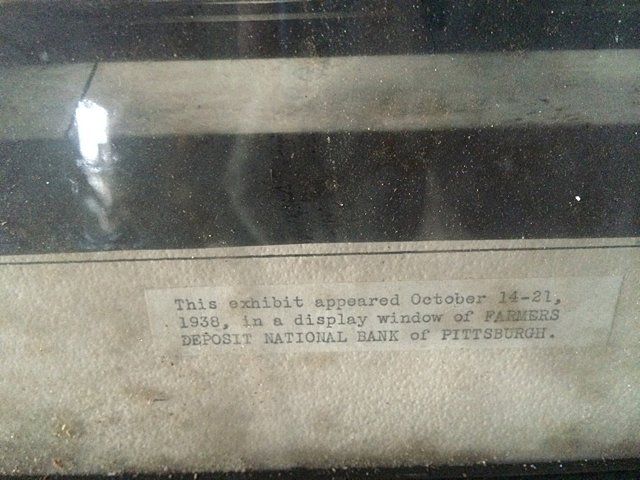 This exhibit appeared October 14-21,
1938, in a display window of FARMERS
DEPOSIT NATIONAL BANK of PITTSBURGH.